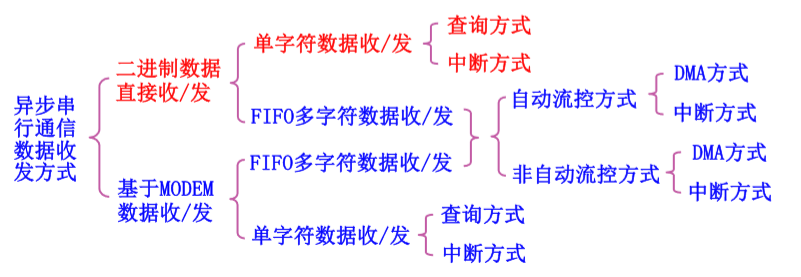 异步串
行通信
数据收
发方式
二进制数据
直接收/发
单字符数据收/发
查询方式
中断方式
FIFO多字符数据收/发
基于MODEM
数据收/发
FIFO多字符数据收/发
自动流控方式
DMA方式
中断方式
非自动流控方式
DMA方式
中断方式
单字符数据收/发
查询方式
中断方式